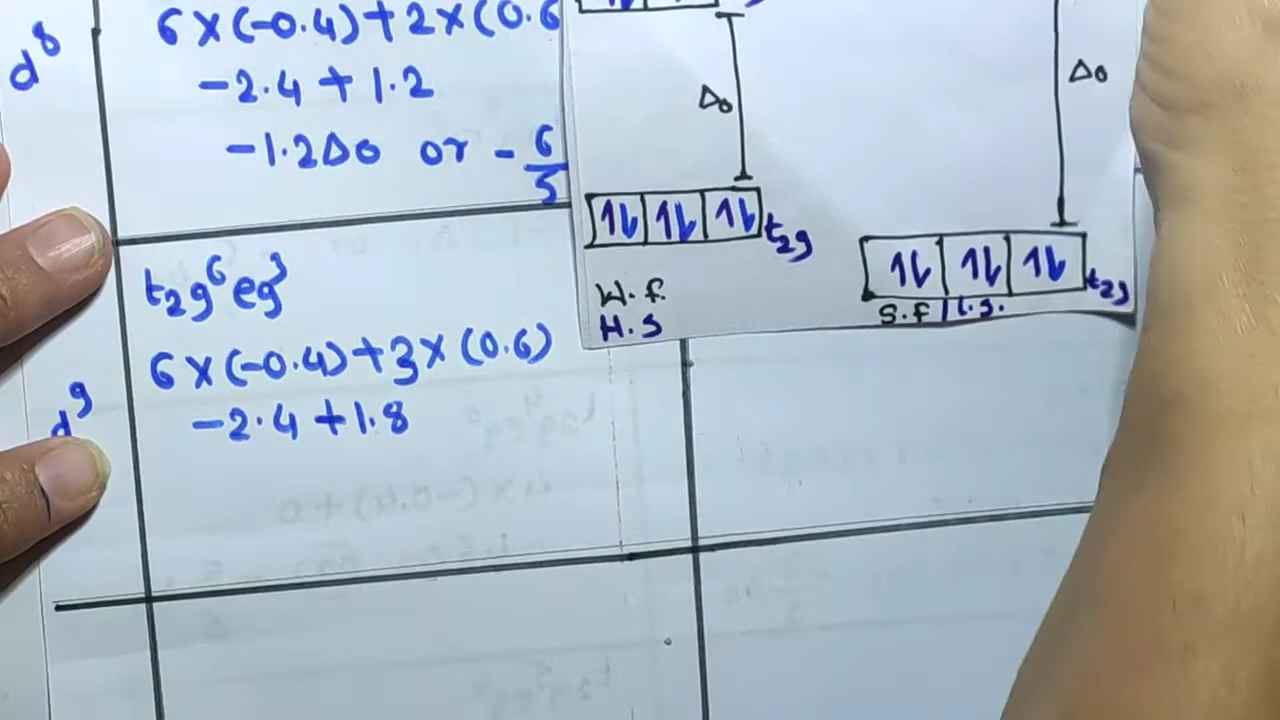 d⁸
6×(-0.4)+2×(0.6
-2.4+1.2
-1.2Δo or -6/5
Δo
Δo
t₂g
t₂g
W.f.
H.S
S.F/L.S.
t₂g⁶eg³
d⁹
6×(-0.4)+3×(0.6)
-2.4+1.8